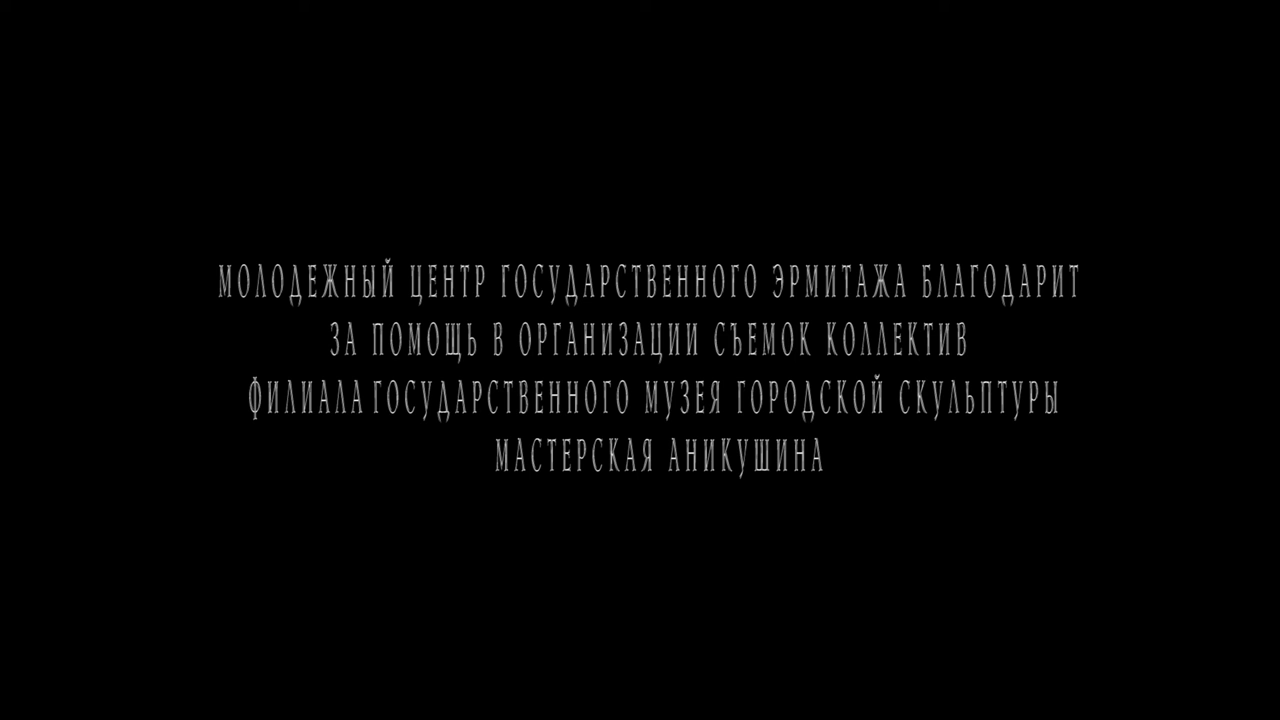 МОЛОДЕЖНЫЙ ЦЕНТР ГОСУДАРСТВЕННОГО ЭРМИТАЖА БЛАГОДАРИТ
ЗА ПОМОЩЬ В ОРГАНИЗАЦИИ СЪЕМОК КОЛЛЕКТИВ
ФИЛИАЛА ГОСУДАРСТВЕННОГО МУЗЕЯ ГОРОДСКОЙ СКУЛЬПТУРЫ
МАСТЕРСКАЯ АНИКУШИНА